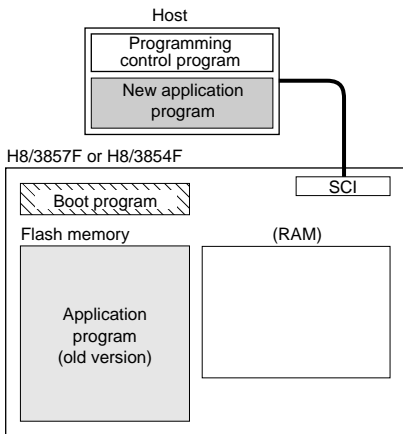 Host
Programming
control program
New application
program
H8/3857F or H8/3854F
SCI
Boot program
Flash memory
(RAM)
Application
program
(old version)